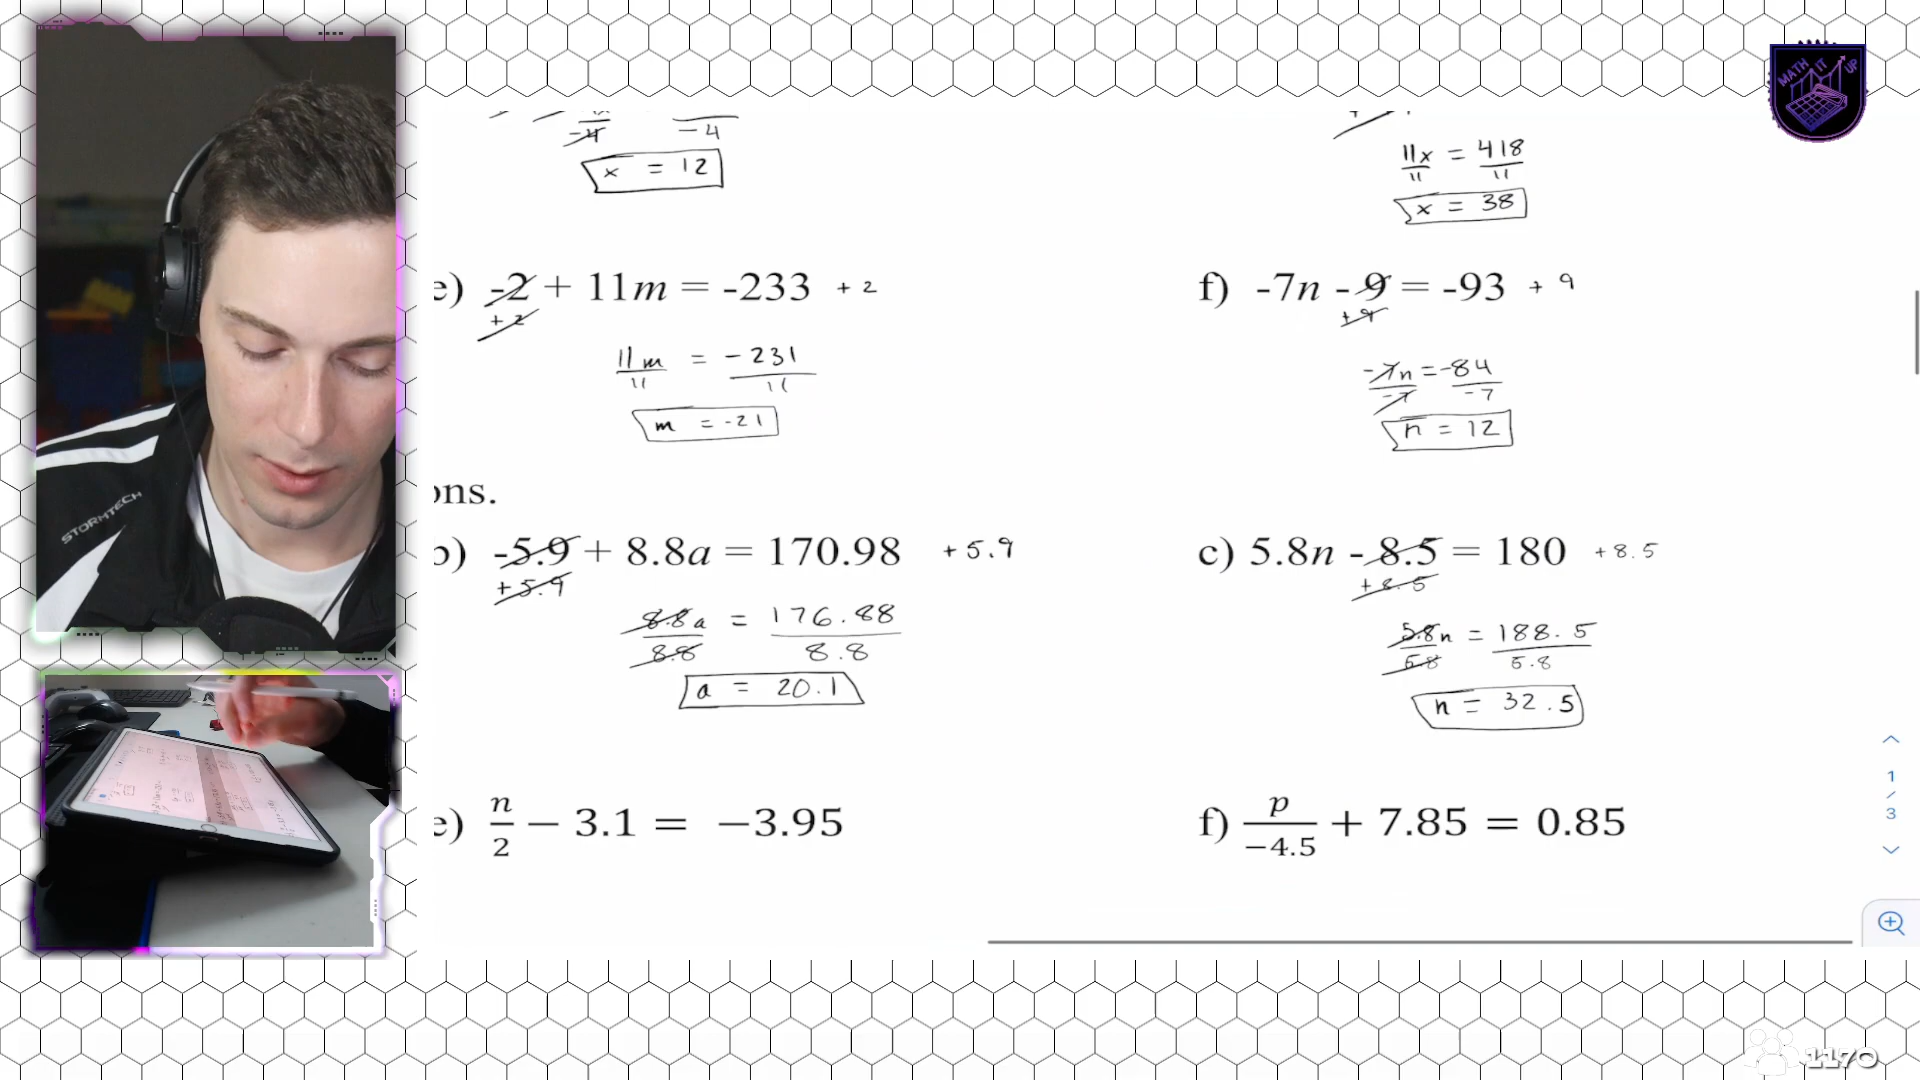 MATH IT UP
-4
x = 12
11x = 418
11 11
x = 38
e) -2 + 11m = -233 + 2
+ 2
11m = -231
11 11
m = -21
f) -7n - 9 = -93 + 9
+9
-7n = -84
-7 -7
n = 12
ons.
b) -5.9 + 8.8a = 170.98 +5.9
+5.9
8.8a = 176.88
8.8 8.8
a = 20.1
c) 5.8n - 8.5 = 180 +8.5
+8.5
5.8n = 188.5
5.8 5.8
n = 32.5
e) n/2 − 3.1 = −3.95
f) p/−4.5 + 7.85 = 0.85
1
/
3
STORMTECH
1170